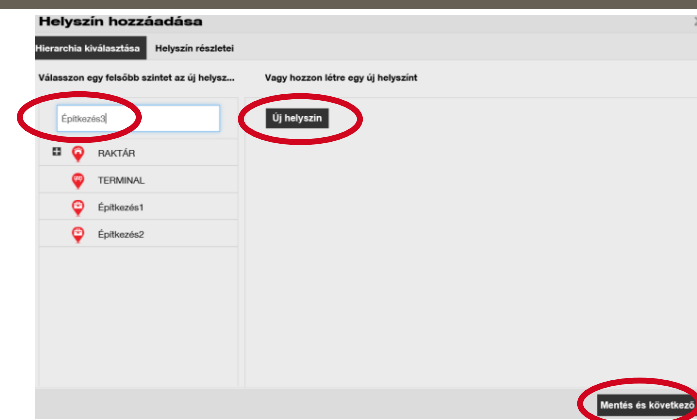 Helyszín hozzáadása
Hierarchia kiválasztása Helyszín részletei
Válasszon egy felsőbb szintet az új helysz... Vagy hozzon létre egy új helyszínt
Építkezés3 Új helyszín
RAKTÁR
TERMINAL
Építkezés1
Építkezés2
Mentés és következő